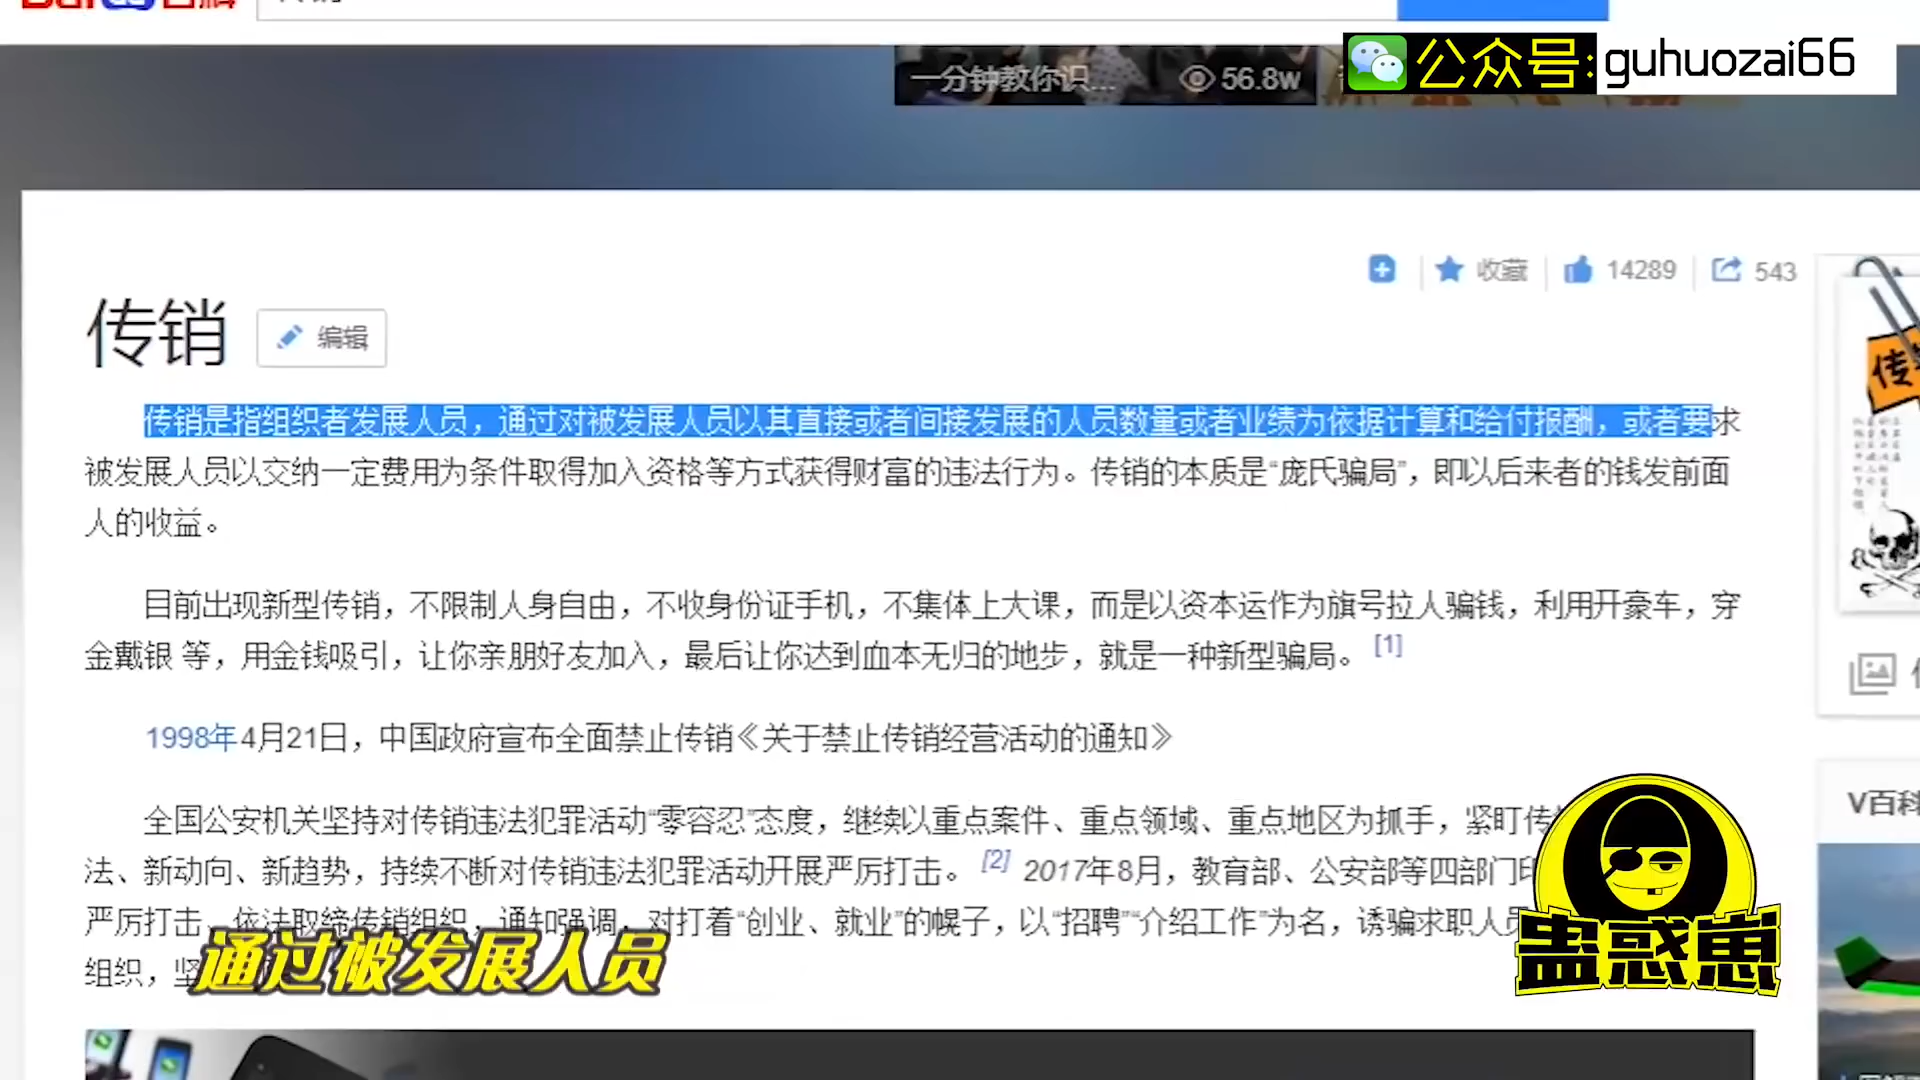 一分钟教你识...
56.8w
公众号:guhuozai66
收藏
14289
543
传销
编辑
传销是指组织者发展人员，通过对被发展人员以其直接或者间接发展的人员数量或者业绩为依据计算和给付报酬，或者要求
被发展人员以交纳一定费用为条件取得加入资格等方式获得财富的违法行为。传销的本质是“庞氏骗局”，即以后来者的钱发前面
人的收益。
目前出现新型传销，不限制人身自由，不收身份证手机，不集体上大课，而是以资本运作为旗号拉人骗钱，利用开豪车，穿
金戴银 等，用金钱吸引，让你亲朋好友加入，最后让你达到血本无归的地步，就是一种新型骗局。 [1]
1998年4月21日，中国政府宣布全面禁止传销《关于禁止传销经营活动的通知》
全国公安机关坚持对传销违法犯罪活动“零容忍”态度，继续以重点案件、重点领域、重点地区为抓手，紧盯传
法、新动向、新趋势，持续不断对传销违法犯罪活动开展严厉打击。 [2] 2017年8月，教育部、公安部等四部门印
严厉打击、依法取缔传销组织，通知强调，对打着“创业、就业”的幌子，以“招聘”“介绍工作”为名，诱骗求职人员
组织，坚
通过被发展人员
蛊惑崽
V百科